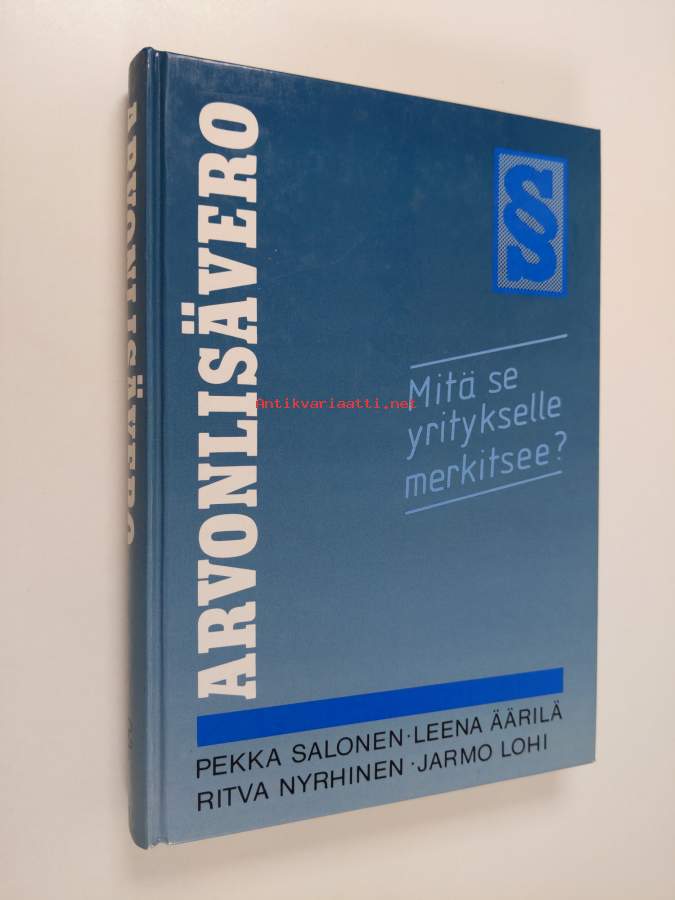 ARVONLISÄVERO
§
Mitä se
yritykselle
merkitsee?
Antikvariaatti.net
PEKKA SALONEN · LEENA ÄÄRILÄ
RITVA NYRHINEN · JARMO LOHI
ARVONLISÄVERO